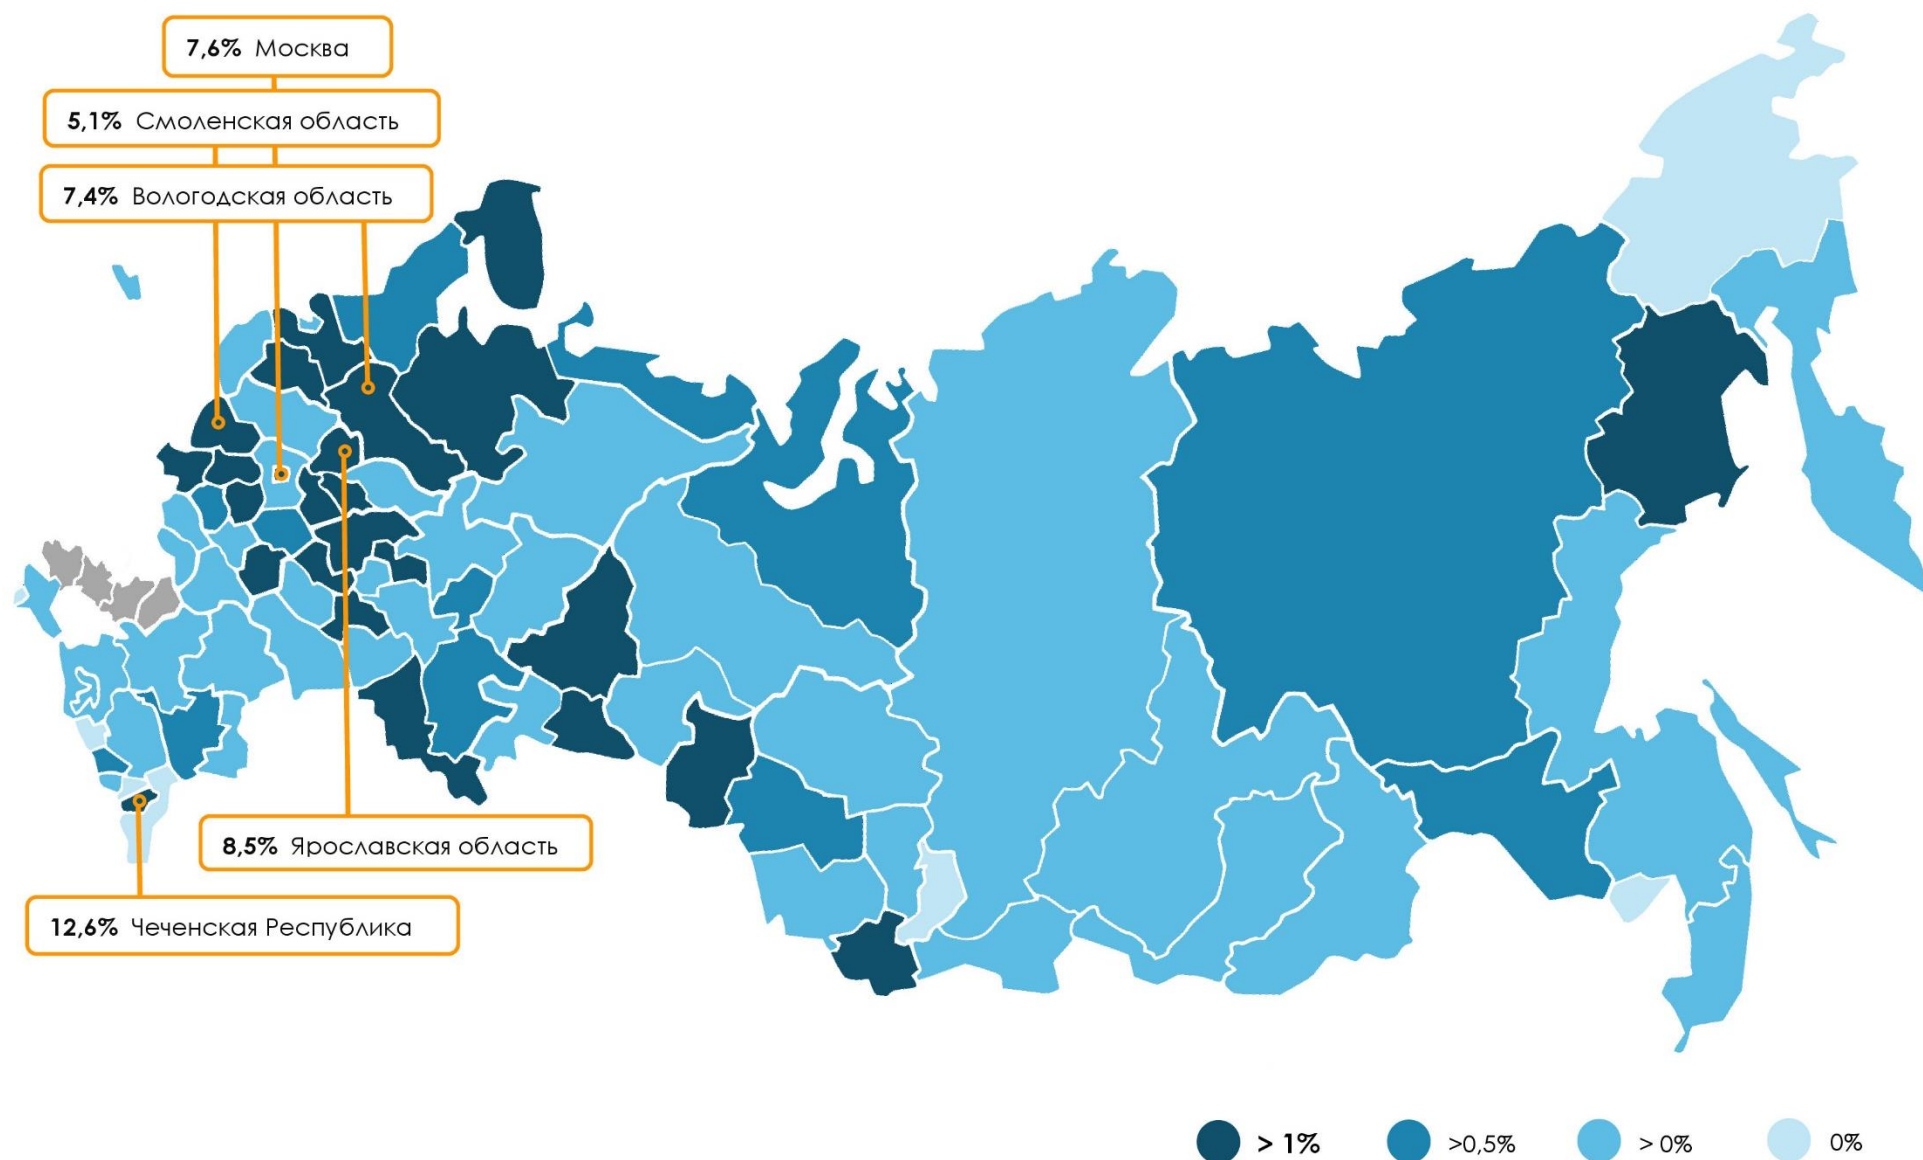 7,6% Москва
5,1% Смоленская область
7,4% Вологодская область
8,5% Ярославская область
12,6% Чеченская Республика
> 1%
>0,5%
> 0%
0%